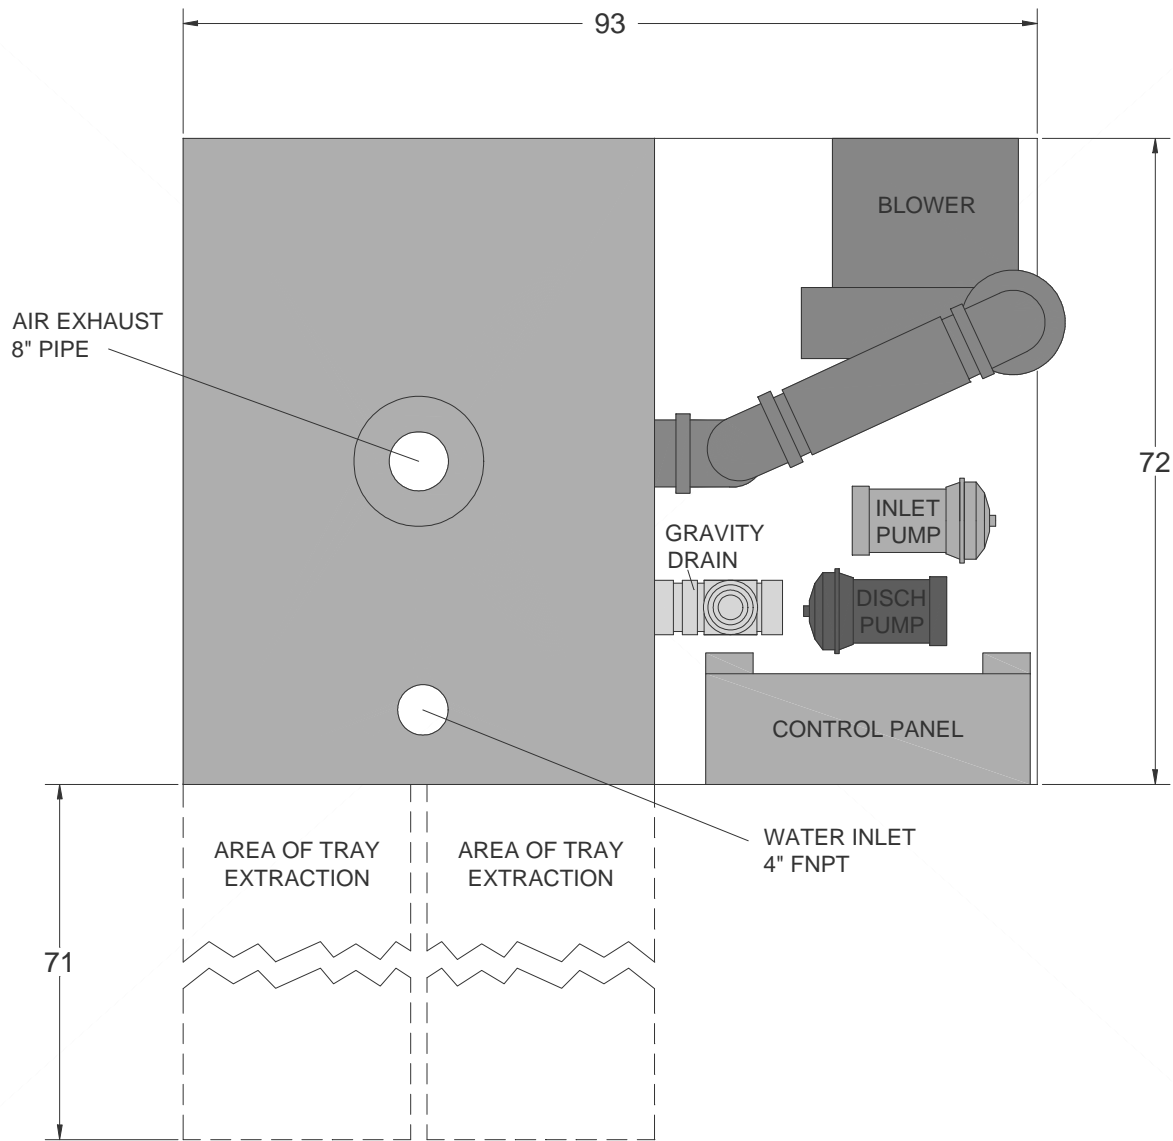 93
BLOWER
AIR EXHAUST
8" PIPE
72
INLET
PUMP
GRAVITY
DRAIN
DISCH
PUMP
CONTROL PANEL
WATER INLET
4" FNPT
AREA OF TRAY
EXTRACTION
AREA OF TRAY
EXTRACTION
71